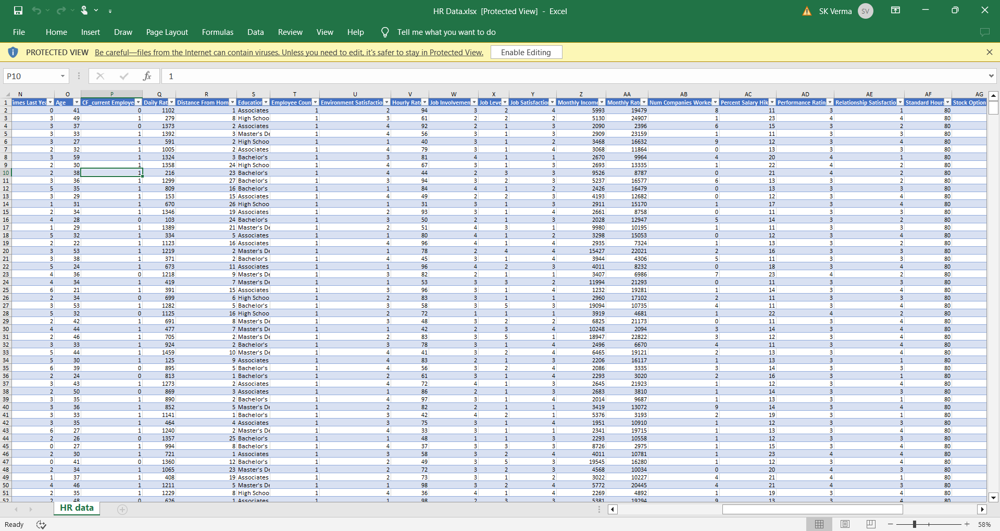 HR Data.xlsx [Protected View] - Excel
SK Verma SV
File Home Insert Draw Page Layout Formulas Data Review View Help Tell me what you want to do
PROTECTED VIEW Be careful—files from the Internet can contain viruses. Unless you need to edit, it's safer to stay in Protected View. Enable Editing
P10 fx 1
N O P Q R S T U V W X Y Z AA AB AC AD AE AF AG
1 Times Last Yea Age CF_current Employe Daily Rat Distance From Hom Education Employee Coun Environment Satisfactio Hourly Rat Job Involvemen Job Leve Job Satisfaction Monthly Income Monthly Rat Num Companies Worke Percent Salary Hik Performance Ratin Relationship Satisfactio Standard Hour Stock Option
2 0 41 0 1102 1 Associates 1 2 94 3 2 4 5993 19479 8 11 3 1 80
3 3 49 1 279 8 High Schoo 1 3 61 2 2 2 5130 24907 1 23 4 4 80
4 3 37 0 1373 2 Associates 1 4 92 2 1 3 2090 2396 6 15 3 2 80
5 3 33 1 1392 3 Master's De 1 4 56 3 1 3 2909 23159 1 11 3 3 80
6 3 27 1 591 2 High Schoo 1 1 40 3 1 2 3468 16632 9 12 3 4 80
7 2 32 1 1005 2 Associates 1 4 79 3 1 4 3068 11864 0 13 3 3 80
8 3 59 1 1324 3 Bachelor's 1 3 81 4 1 1 2670 9964 4 20 4 1 80
9 2 30 1 1358 24 High Schoo 1 4 67 3 1 3 2693 13335 1 22 4 2 80
10 2 38 1 216 23 Bachelor's 1 4 44 2 3 3 9526 8787 0 21 4 2 80
11 3 36 1 1299 27 Bachelor's 1 3 94 3 2 3 5237 16577 6 13 3 2 80
12 5 35 1 809 16 Bachelor's 1 1 84 4 1 2 2426 16479 0 13 3 3 80
13 3 29 1 153 15 Associates 1 4 49 2 2 3 4193 12682 0 12 3 4 80
14 1 31 1 670 26 High Schoo 1 1 31 3 1 3 2911 15170 1 17 3 4 80
15 2 34 1 1346 19 Associates 1 2 93 3 1 4 2661 8758 0 11 3 3 80
16 4 28 0 103 24 Bachelor's 1 3 50 2 1 3 2028 12947 5 14 3 2 80
17 1 29 1 1389 21 Master's De 1 2 51 4 3 1 9980 10195 1 11 3 3 80
18 5 32 1 334 5 Associates 1 1 80 4 1 2 3298 15053 0 12 3 4 80
19 2 22 1 1123 16 Associates 1 4 96 4 1 4 2935 7324 1 13 3 2 80
20 3 53 1 1219 2 Master's De 1 1 78 2 4 4 15427 22021 2 16 3 3 80
21 3 38 1 371 2 Bachelor's 1 4 45 3 1 4 3944 4306 5 11 3 3 80
22 5 24 1 673 11 Associates 1 1 96 4 2 3 4011 8232 0 18 3 4 80
23 4 36 0 1218 9 Master's De 1 3 82 2 1 1 3407 6986 7 23 4 2 80
24 4 34 1 419 7 Master's De 1 1 53 3 3 2 11994 21293 0 11 3 3 80
25 6 21 1 391 15 Associates 1 3 96 3 1 4 1232 19281 1 14 3 4 80
26 2 34 0 699 6 High Schoo 1 2 83 3 1 1 2960 17102 2 11 3 3 80
27 3 53 1 1282 5 Bachelor's 1 3 58 3 5 3 19094 10735 4 11 3 4 80
28 5 32 0 1125 16 High Schoo 1 2 72 1 1 1 3919 4681 1 22 4 2 80
29 2 42 1 691 8 Master's De 1 3 48 3 2 2 6825 21173 0 11 3 4 80
30 4 44 1 477 7 Master's De 1 1 42 2 3 4 10248 2094 3 14 3 4 80
31 2 46 1 705 2 Master's De 1 2 83 3 5 1 18947 22822 3 12 3 4 80
32 3 33 1 924 2 Bachelor's 1 3 78 3 1 4 2496 6670 4 11 3 4 80
33 5 44 1 1459 10 Master's De 1 4 41 3 2 4 6465 19121 2 13 3 4 80
34 5 30 1 125 9 Associates 1 4 83 2 1 3 2206 16117 1 13 3 1 80
35 6 39 0 895 5 Bachelor's 1 4 56 3 2 4 2086 3335 3 14 3 3 80
36 2 24 0 813 1 Bachelor's 1 2 61 3 1 4 2293 3020 2 16 3 1 80
37 3 43 1 1273 2 Associates 1 4 72 4 1 3 2645 21923 1 12 3 4 80
38 2 50 0 869 3 Associates 1 1 86 2 1 3 2683 3810 1 14 3 3 80
39 3 35 1 890 2 Bachelor's 1 4 97 3 1 4 2014 9687 1 13 3 1 80
40 3 36 1 852 5 Master's De 1 2 82 2 1 1 3419 13072 9 14 3 4 80
41 3 33 1 1141 1 Bachelor's 1 3 42 4 2 1 5376 3193 2 19 3 1 80
42 3 35 1 464 4 Associates 1 3 75 3 1 4 1951 10910 1 12 3 3 80
43 6 27 1 1240 2 Master's De 1 4 33 3 1 1 2341 19715 1 13 3 4 80
44 2 26 0 1357 25 Bachelor's 1 1 48 1 1 3 2293 10558 1 12 3 3 80
45 0 27 1 994 8 Bachelor's 1 4 37 3 3 3 8726 2975 1 15 3 4 80
46 2 30 1 721 1 Associates 1 3 58 3 2 4 4011 10781 1 23 4 4 80
47 0 41 0 1360 12 Bachelor's 1 2 49 3 5 3 19545 16280 1 12 3 4 80
48 2 34 1 1065 23 Master's De 1 2 72 3 2 3 4568 10034 0 20 4 3 80
49 1 37 1 408 19 Associates 1 2 73 3 1 2 3022 10227 4 21 4 1 80
50 4 46 1 1211 5 Master's De 1 1 98 3 2 4 5772 20445 4 21 4 3 80
51 2 35 1 1229 8 High Schoo 1 4 36 4 1 4 2269 4892 1 19 3 4 80
52 2 48 0 626 1 Associates 1 1 98 2 3 3 5381 19294 9 13 3 4 80
HR data
Ready 58%